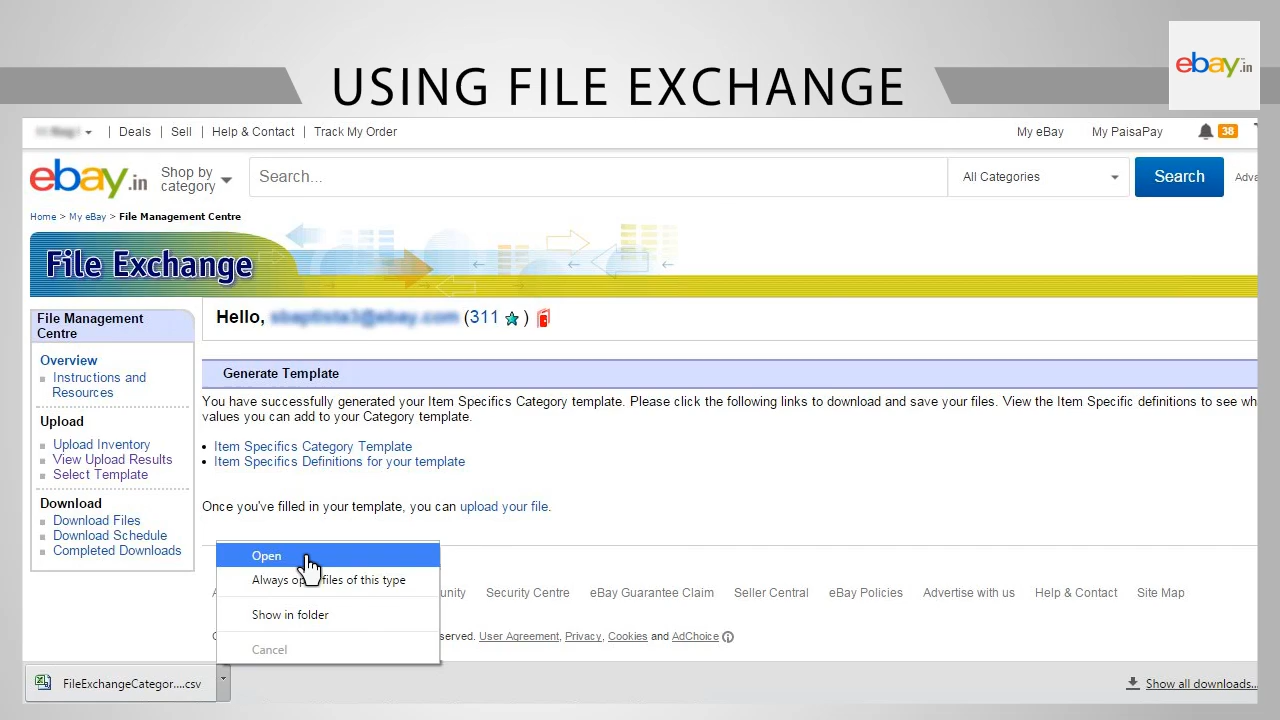 USING FILE EXCHANGE
ebay.in
Deals | Sell | Help & Contact | Track My Order My eBay My PaisaPay 38
ebay.in Shop by category Search... All Categories Search
Home > My eBay > File Management Centre
File Exchange
File Management Centre
Overview
Instructions and Resources
Upload
Upload Inventory
View Upload Results
Select Template
Download
Download Files
Download Schedule
Completed Downloads
Hello, (311 )
Generate Template
You have successfully generated your Item Specifics Category template. Please click the following links to download and save your files. View the Item Specific definitions to see
values you can add to your Category template.
• Item Specifics Category Template
• Item Specifics Definitions for your template
Once you've filled in your template, you can upload your file.
Open
Always open files of this type
Show in folder
Cancel
Security Centre eBay Guarantee Claim Seller Central eBay Policies Advertise with us Help & Contact Site Map
User Agreement, Privacy, Cookies and AdChoice
FileExchangeCategor....csv
Show all downloads...